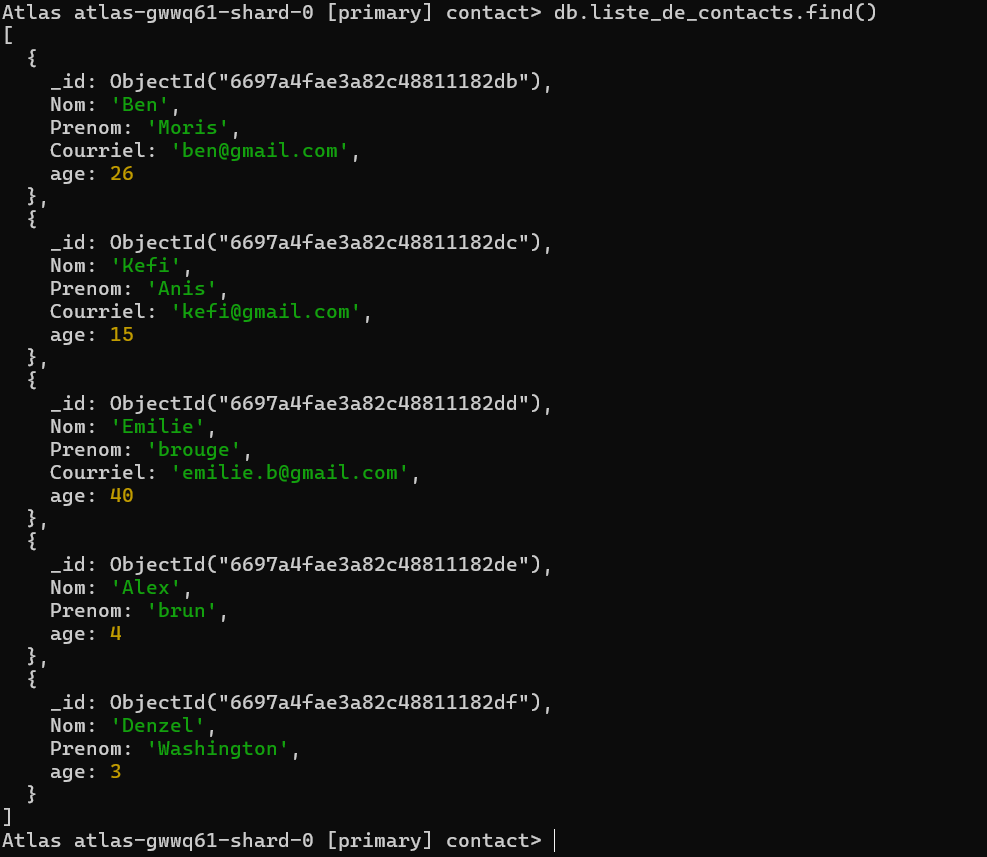 Atlas atlas-gwwq61-shard-0 [primary] contact> db.liste_de_contacts.find()
[
  {
    _id: ObjectId("6697a4fae3a82c48811182db"),
    Nom: 'Ben',
    Prenom: 'Moris',
    Courriel: 'ben@gmail.com',
    age: 26
  },
  {
    _id: ObjectId("6697a4fae3a82c48811182dc"),
    Nom: 'Kefi',
    Prenom: 'Anis',
    Courriel: 'kefi@gmail.com',
    age: 15
  },
  {
    _id: ObjectId("6697a4fae3a82c48811182dd"),
    Nom: 'Emilie',
    Prenom: 'brouge',
    Courriel: 'emilie.b@gmail.com',
    age: 40
  },
  {
    _id: ObjectId("6697a4fae3a82c48811182de"),
    Nom: 'Alex',
    Prenom: 'brun',
    age: 4
  },
  {
    _id: ObjectId("6697a4fae3a82c48811182df"),
    Nom: 'Denzel',
    Prenom: 'Washington',
    age: 3
  }
]
Atlas atlas-gwwq61-shard-0 [primary] contact>